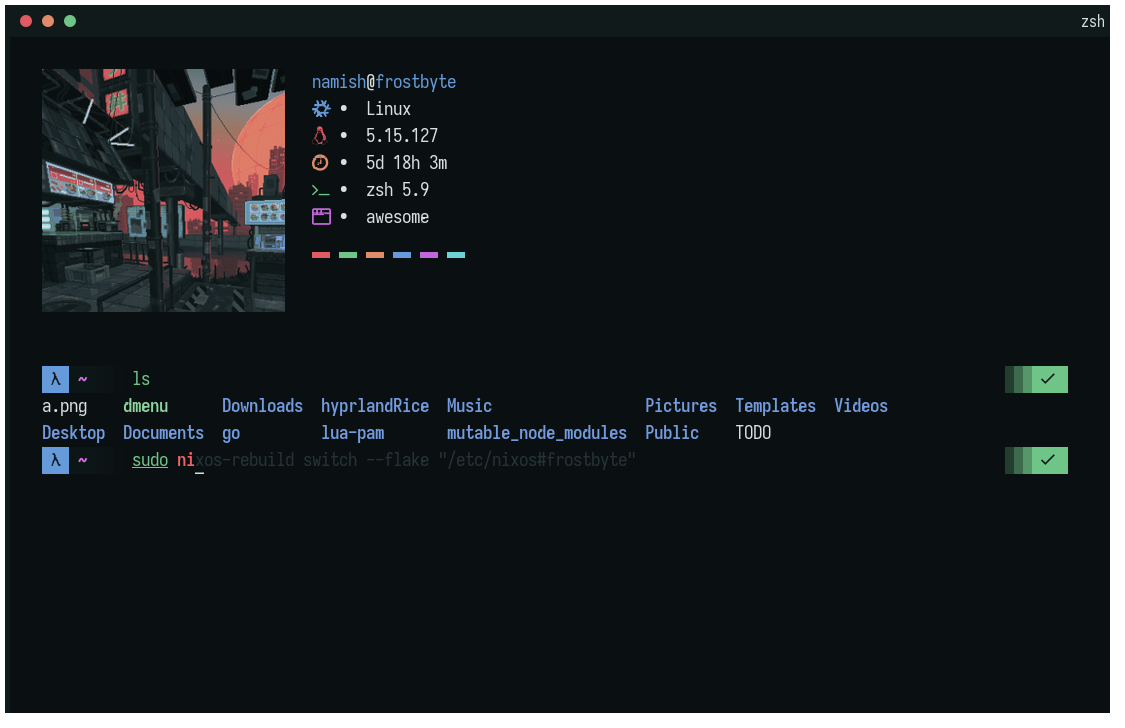 zsh
namish@frostbyte
• Linux
• 5.15.127
• 5d 18h 3m
• zsh 5.9
• awesome
λ ~ ls ✓
a.png dmenu Downloads hyprlandRice Music Pictures Templates Videos
Desktop Documents go lua-pam mutable_node_modules Public TODO
λ ~ sudo nixos-rebuild switch --flake "/etc/nixos#frostbyte" ✓